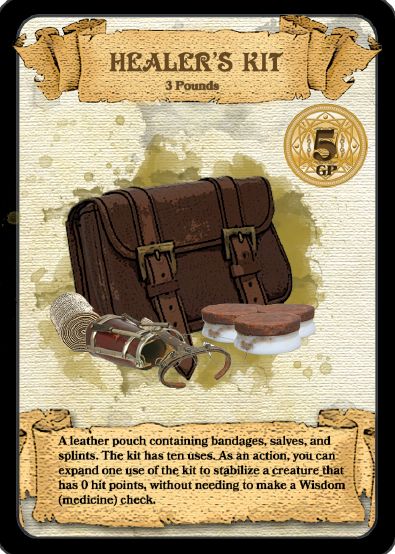 HEALER'S KIT
3 Pounds
5
GP
A leather pouch containing bandages, salves, and
splints. The kit has ten uses. As an action, you can
expand one use of the kit to stabilize a creature that
has 0 hit points, without needing to make a Wisdom
(medicine) check.